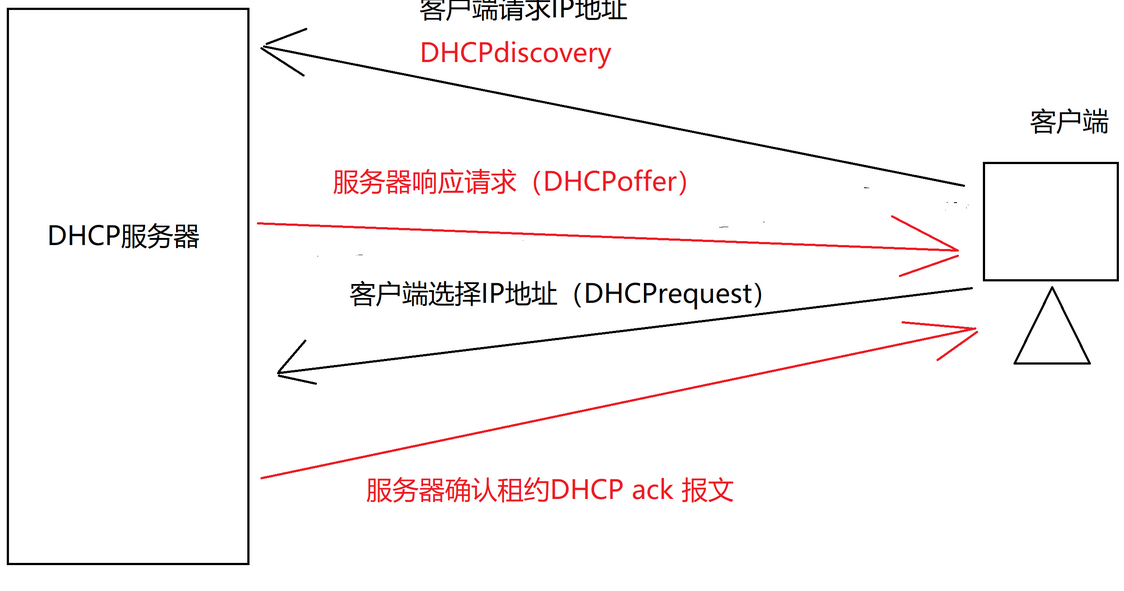 客户端请求IP地址
DHCPdiscovery
客户端
服务器响应请求（DHCPoffer）
DHCP服务器
客户端选择IP地址（DHCPrequest）
服务器确认租约DHCP ack 报文